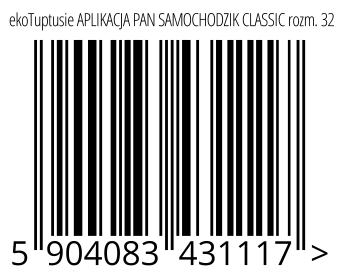 ekoTuptusie APLIKACJA PAN SAMOCHODZIK CLASSIC rozm. 32
5 904083 431117 >